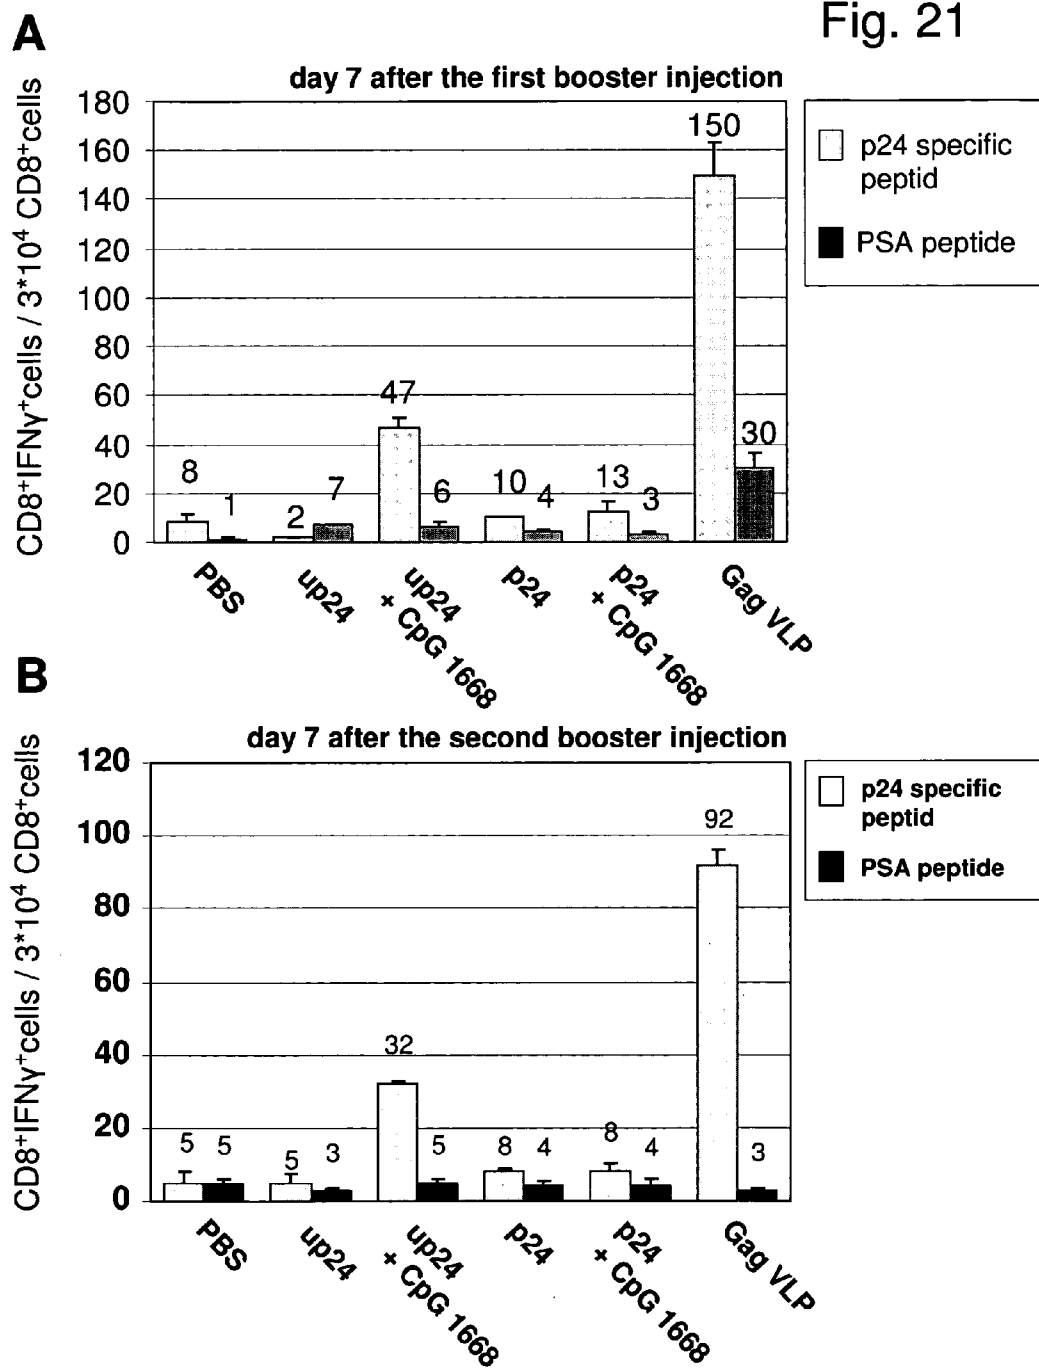 Fig. 21
A
day 7 after the first booster injection
CD8⁺IFNγ⁺cells / 3*10⁴ CD8⁺cells
180
160
140
120
100
80
60
40
20
0
8
1
2
7
47
6
10
4
13
3
150
30
PBS
up24
up24
+ CpG 1668
p24
p24
+ CpG 1668
Gag VLP
p24 specific
peptid
PSA peptide
B
day 7 after the second booster injection
CD8⁺IFNγ⁺cells / 3*10⁴ CD8⁺cells
120
100
80
60
40
20
0
5
5
5
3
32
5
8
4
8
4
92
3
PBS
up24
up24
+ CpG 1668
p24
p24
+ CpG 1668
Gag VLP
p24 specific
peptid
PSA peptide